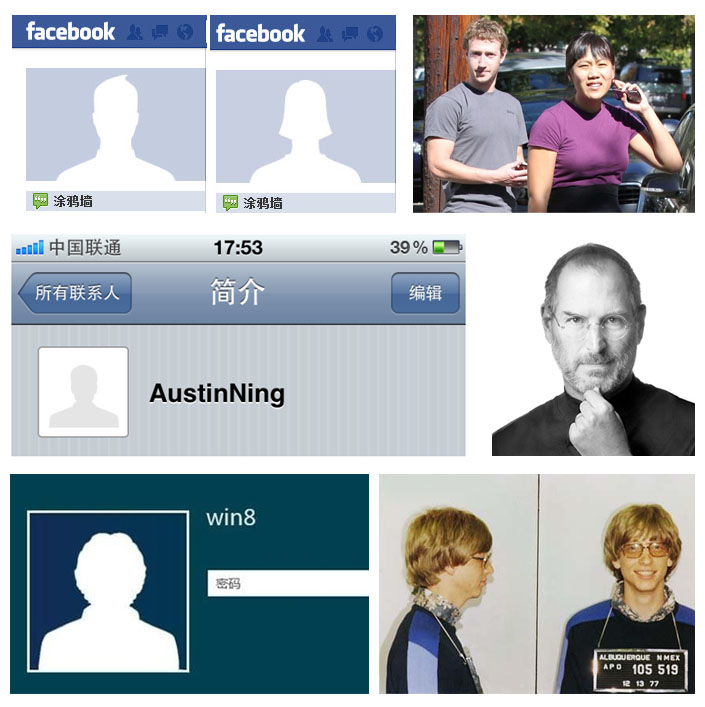 facebook
facebook
涂鸦墙
涂鸦墙
中国联通
17:53
39%
所有联系人
简介
编辑
AustinNing
win8
密码
ALBUQUERQUE NMEX
APD 105 519
12 13 77